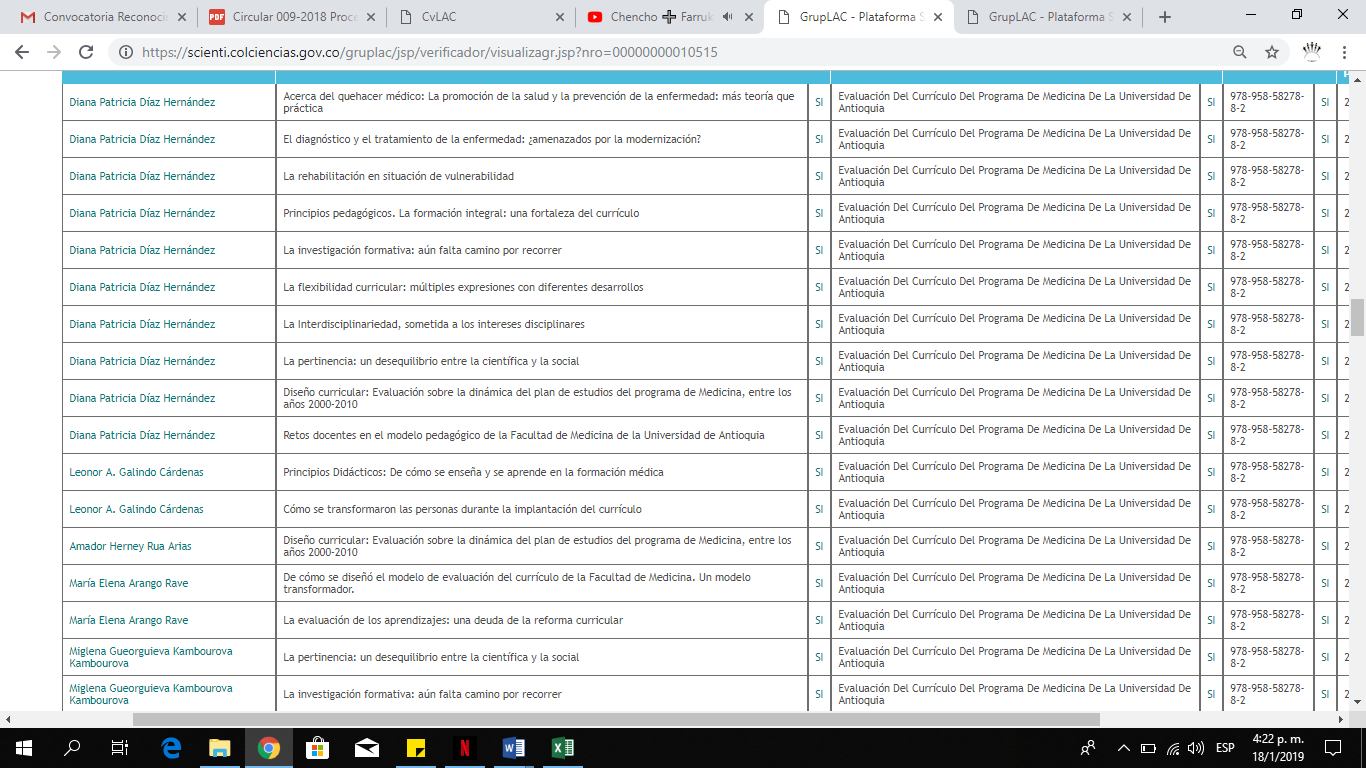 Convocatoria Reconoci
PDF
Circular 009-2018 Proce
CvLAC
Chencho ➕ Farruk
GrupLAC - Plataforma S
GrupLAC - Plataforma S
https://scienti.colciencias.gov.co/gruplac/jsp/verificador/visualizagr.jsp?nro=00000000010515
Diana Patricia Díaz Hernández
Acerca del quehacer médico: La promoción de la salud y la prevención de la enfermedad: más teoría que
práctica
SI
Evaluación Del Currículo Del Programa De Medicina De La Universidad De
Antioquia
SI
978-958-58278-
8-2
SI
2
Diana Patricia Díaz Hernández
El diagnóstico y el tratamiento de la enfermedad: ¿amenazados por la modernización?
SI
Evaluación Del Currículo Del Programa De Medicina De La Universidad De
Antioquia
SI
978-958-58278-
8-2
SI
2
Diana Patricia Díaz Hernández
La rehabilitación en situación de vulnerabilidad
SI
Evaluación Del Currículo Del Programa De Medicina De La Universidad De
Antioquia
SI
978-958-58278-
8-2
SI
2
Diana Patricia Díaz Hernández
Principios pedagógicos. La formación integral: una fortaleza del currículo
SI
Evaluación Del Currículo Del Programa De Medicina De La Universidad De
Antioquia
SI
978-958-58278-
8-2
SI
2
Diana Patricia Díaz Hernández
La investigación formativa: aún falta camino por recorrer
SI
Evaluación Del Currículo Del Programa De Medicina De La Universidad De
Antioquia
SI
978-958-58278-
8-2
SI
2
Diana Patricia Díaz Hernández
La flexibilidad curricular: múltiples expresiones con diferentes desarrollos
SI
Evaluación Del Currículo Del Programa De Medicina De La Universidad De
Antioquia
SI
978-958-58278-
8-2
SI
2
Diana Patricia Díaz Hernández
La Interdisciplinariedad, sometida a los intereses disciplinares
SI
Evaluación Del Currículo Del Programa De Medicina De La Universidad De
Antioquia
SI
978-958-58278-
8-2
SI
2
Diana Patricia Díaz Hernández
La pertinencia: un desequilibrio entre la científica y la social
SI
Evaluación Del Currículo Del Programa De Medicina De La Universidad De
Antioquia
SI
978-958-58278-
8-2
SI
2
Diana Patricia Díaz Hernández
Diseño curricular: Evaluación sobre la dinámica del plan de estudios del programa de Medicina, entre los
años 2000-2010
SI
Evaluación Del Currículo Del Programa De Medicina De La Universidad De
Antioquia
SI
978-958-58278-
8-2
SI
2
Diana Patricia Díaz Hernández
Retos docentes en el modelo pedagógico de la Facultad de Medicina de la Universidad de Antioquia
SI
Evaluación Del Currículo Del Programa De Medicina De La Universidad De
Antioquia
SI
978-958-58278-
8-2
SI
2
Leonor A. Galindo Cárdenas
Principios Didácticos: De cómo se enseña y se aprende en la formación médica
SI
Evaluación Del Currículo Del Programa De Medicina De La Universidad De
Antioquia
SI
978-958-58278-
8-2
SI
2
Leonor A. Galindo Cárdenas
Cómo se transformaron las personas durante la implantación del currículo
SI
Evaluación Del Currículo Del Programa De Medicina De La Universidad De
Antioquia
SI
978-958-58278-
8-2
SI
2
Amador Herney Rua Arias
Diseño curricular: Evaluación sobre la dinámica del plan de estudios del programa de Medicina, entre los
años 2000-2010
SI
Evaluación Del Currículo Del Programa De Medicina De La Universidad De
Antioquia
SI
978-958-58278-
8-2
SI
2
María Elena Arango Rave
De cómo se diseñó el modelo de evaluación del currículo de la Facultad de Medicina. Un modelo
transformador.
SI
Evaluación Del Currículo Del Programa De Medicina De La Universidad De
Antioquia
SI
978-958-58278-
8-2
SI
2
María Elena Arango Rave
La evaluación de los aprendizajes: una deuda de la reforma curricular
SI
Evaluación Del Currículo Del Programa De Medicina De La Universidad De
Antioquia
SI
978-958-58278-
8-2
SI
2
Miglena Gueorguieva Kambourova
Kambourova
La pertinencia: un desequilibrio entre la científica y la social
SI
Evaluación Del Currículo Del Programa De Medicina De La Universidad De
Antioquia
SI
978-958-58278-
8-2
SI
2
Miglena Gueorguieva Kambourova
Kambourova
La investigación formativa: aún falta camino por recorrer
SI
Evaluación Del Currículo Del Programa De Medicina De La Universidad De
Antioquia
SI
978-958-58278-
8-2
SI
2
ESP
4:22 p. m.
18/1/2019